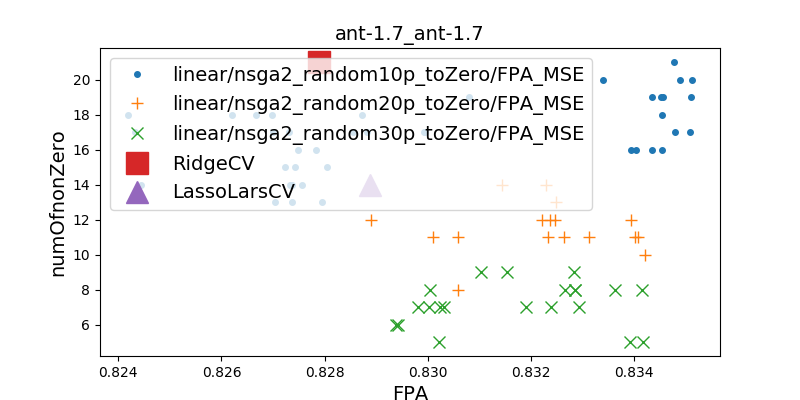 ant-1.7_ant-1.7
linear/nsga2_random10p_toZero/FPA_MSE
linear/nsga2_random20p_toZero/FPA_MSE
linear/nsga2_random30p_toZero/FPA_MSE
RidgeCV
LassoLarsCV
numOfnonZero
20
18
16
14
12
10
8
6
0.824 0.826 0.828 0.830 0.832 0.834
FPA